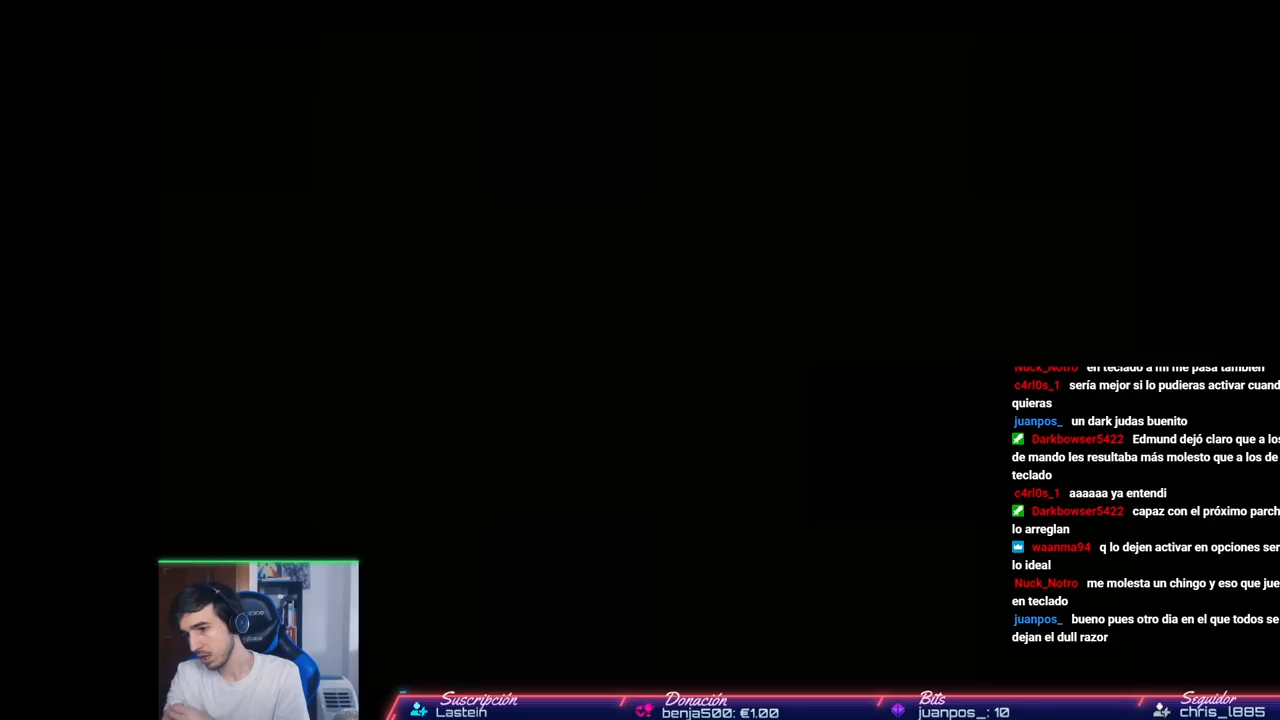 Nuck_Notro en teclado a mi me pasa también
c4rl0s_1 sería mejor si lo pudieras activar cuand
quieras
juanpos_ un dark judas buenito
Darkbowser5422 Edmund dejó claro que a los
de mando les resultaba más molesto que a los de
teclado
c4rl0s_1 aaaaaa ya entendi
Darkbowser5422 capaz con el próximo parch
lo arreglan
waanma94 q lo dejen activar en opciones ser
lo ideal
Nuck_Notro me molesta un chingo y eso que jue
en teclado
juanpos_ bueno pues otro dia en el que todos se
dejan el dull razor
Suscripción
Lastein
Donación
benja500: €1.00
Bits
juanpos_: 10
Seguidor
chris_1885